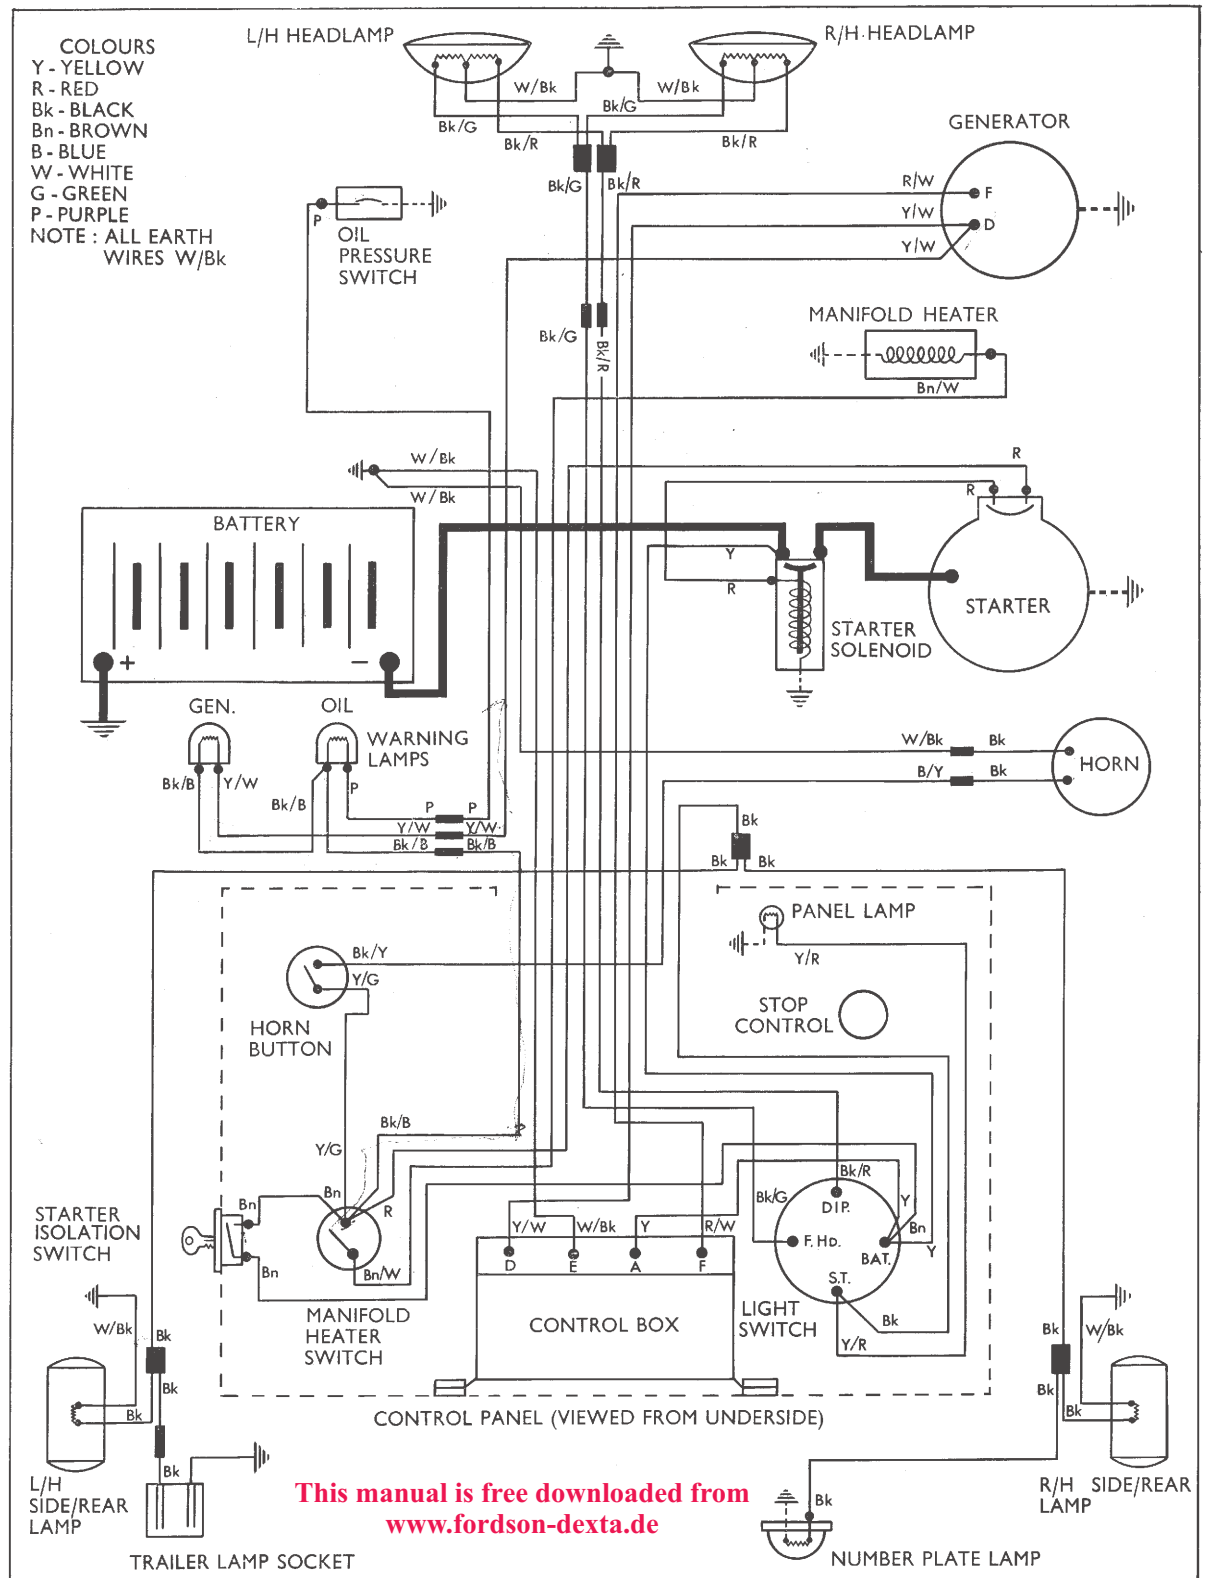 L/H HEADLAMP
R/H·HEADLAMP
COLOURS
Y - YELLOW
R - RED
Bk - BLACK
Bn - BROWN
B - BLUE
W - WHITE
G - GREEN
P - PURPLE
NOTE : ALL EARTH
WIRES W/Bk
W/Bk
W/Bk
Bk/G
Bk/G
Bk/R
Bk/R
GENERATOR
Bk/G
Bk/R
R/W
F
Y/W
D
Y/W
P
OIL
PRESSURE
SWITCH
MANIFOLD HEATER
Bk/G
Bk/R
Bn/W
W/Bk
W/Bk
R
R
BATTERY
Y
R
STARTER
STARTER
SOLENOID
+
−
GEN.
OIL
WARNING
LAMPS
Bk/B
Y/W
Bk/B
P
P
P
Y/W
Y/W
Bk/B
Bk/B
W/Bk
Bk
HORN
B/Y
Bk
Bk
Bk
Bk
PANEL LAMP
Y/R
Bk/Y
Y/G
HORN
BUTTON
STOP
CONTROL
Bk/B
Y/G
Bn
Bn
R
Bn
Bn/W
STARTER
ISOLATION
SWITCH
MANIFOLD
HEATER
SWITCH
Y/W
W/Bk
Y
R/W
D
E
A
F
CONTROL BOX
Bk/G
Bk/R
DIP.
Y
Bn
Y
F. HD.
BAT.
S.T.
Bk
Y/R
LIGHT
SWITCH
CONTROL PANEL (VIEWED FROM UNDERSIDE)
W/Bk
Bk
Bk
Bk
Bk
L/H
SIDE/REAR
LAMP
TRAILER LAMP SOCKET
This manual is free downloaded from
www.fordson-dexta.de
Bk
W/Bk
Bk
Bk
Bk
R/H SIDE/REAR
LAMP
NUMBER PLATE LAMP